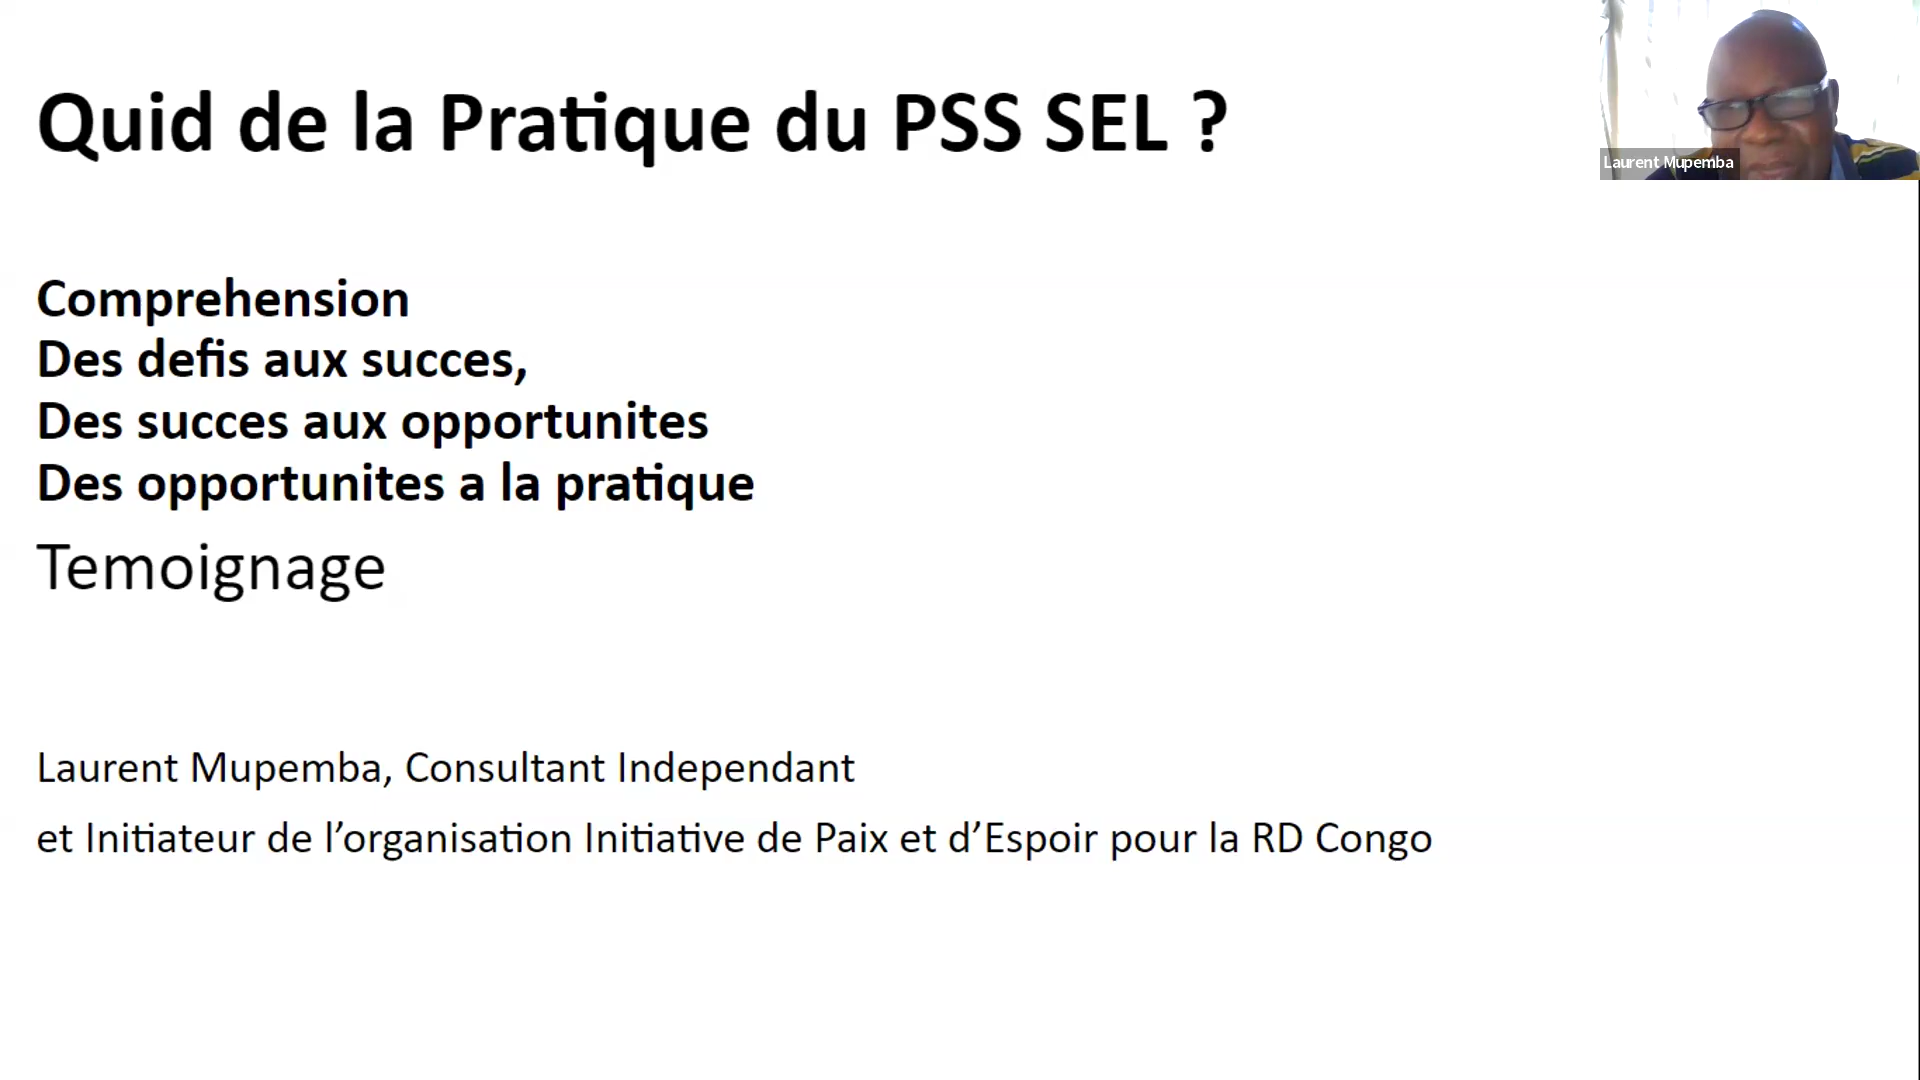 Quid de la Pratique du PSS SEL ?
Laurent Mupemba
Comprehension
Des defis aux succes,
Des succes aux opportunites
Des opportunites a la pratique
Temoignage
Laurent Mupemba, Consultant Independant
et Initiateur de l’organisation Initiative de Paix et d’Espoir pour la RD Congo